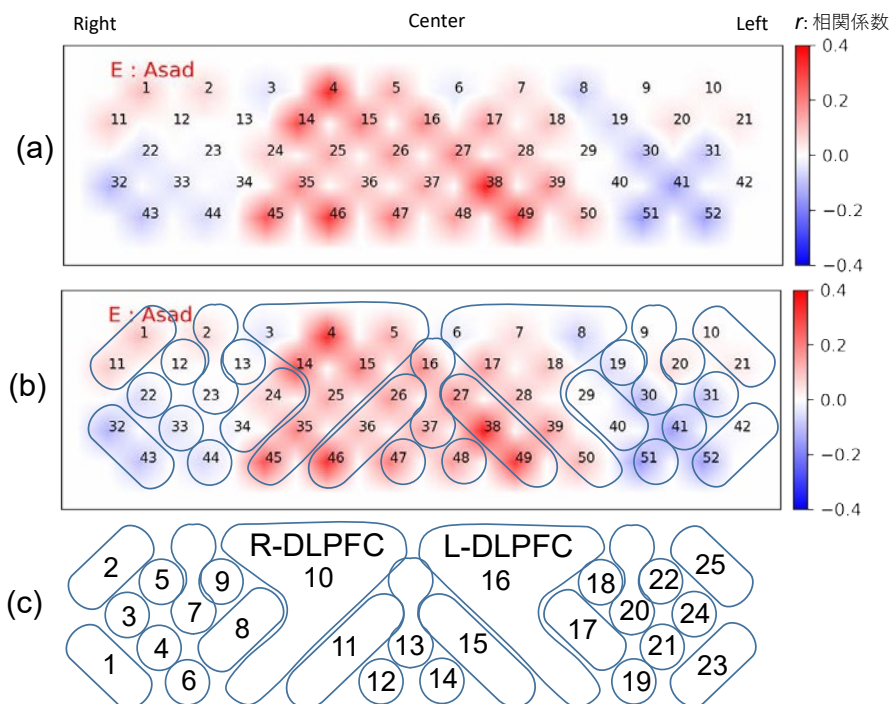 Right Center Left r: 相関係数
(a)
E : Asad
1 2 3 4 5 6 7 8 9 10
11 12 13 14 15 16 17 18 19 20 21
22 23 24 25 26 27 28 29 30 31
32 33 34 35 36 37 38 39 40 41 42
43 44 45 46 47 48 49 50 51 52
0.4
0.2
0.0
−0.2
−0.4
(b)
E : Asad
1 2 3 4 5 6 7 8 9 10
11 12 13 14 15 16 17 18 19 20 21
22 23 24 25 26 27 28 29 30 31
32 33 34 35 36 37 38 39 40 41 42
43 44 45 46 47 48 49 50 51 52
0.4
0.2
0.0
−0.2
−0.4
(c)
R-DLPFC L-DLPFC
2 5 9 10 16 18 22 25
3 7 8 17 20 24
1 4 11 13 15 21 23
6 12 14 19